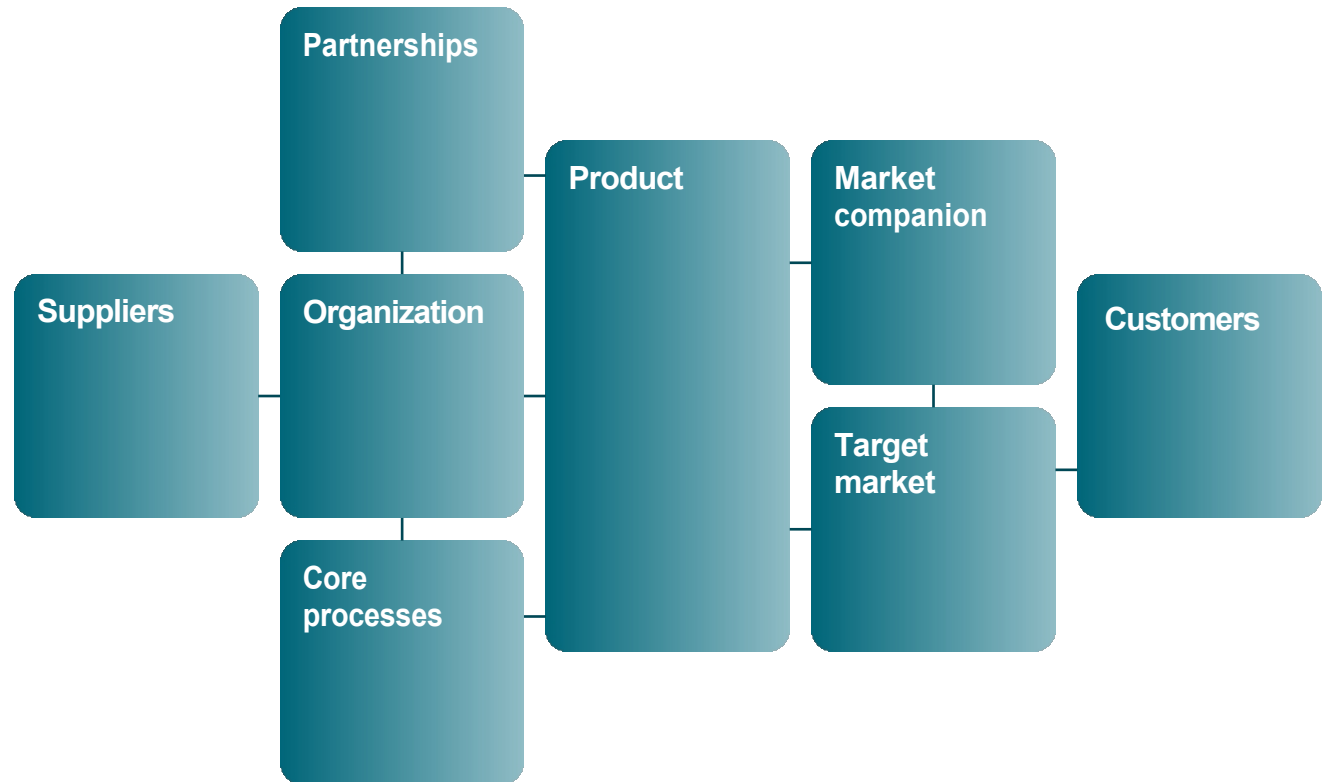 Partnerships
Product
Market
companion
Suppliers
Organization
Customers
Target
market
Core
processes